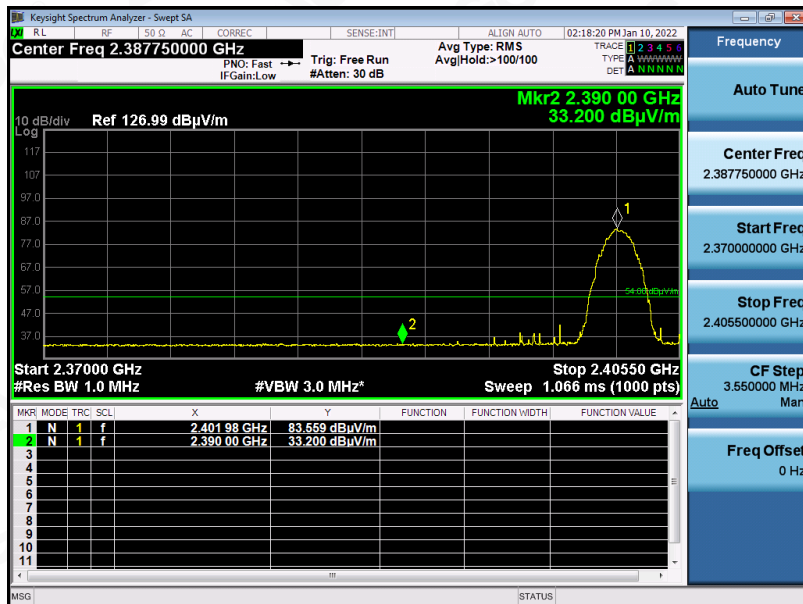 Keysight Spectrum Analyzer - Swept SA
LXI RL RF 50 Ω AC CORREC SENSE:INT ALIGN AUTO 02:18:20 PM Jan 10, 2022
Center Freq 2.387750000 GHz
PNO: Fast
IFGain:Low
Trig: Free Run
#Atten: 30 dB
Avg Type: RMS
Avg|Hold:>100/100
TRACE 1 2 3 4 5 6
TYPE A WWWWW
DET A N N N N N
Mkr2 2.390 00 GHz
33.200 dBµV/m
10 dB/div Ref 126.99 dBµV/m
Log
117
107
97.0
87.0
77.0
67.0
57.0
47.0
37.0
1
54.00 dBµV/m
2
Start 2.37000 GHz Stop 2.40550 GHz
#Res BW 1.0 MHz #VBW 3.0 MHz* Sweep 1.066 ms (1000 pts)
MKR MODE TRC SCL X Y FUNCTION FUNCTION WIDTH FUNCTION VALUE
1 N 1 f 2.401 98 GHz 83.559 dBµV/m
2 N 1 f 2.390 00 GHz 33.200 dBµV/m
3
4
5
6
7
8
9
10
11
MSG STATUS
Frequency
Auto Tune
Center Freq
2.387750000 GHz
Start Freq
2.370000000 GHz
Stop Freq
2.405500000 GHz
CF Step
3.550000 MHz
Auto Man
Freq Offset
0 Hz